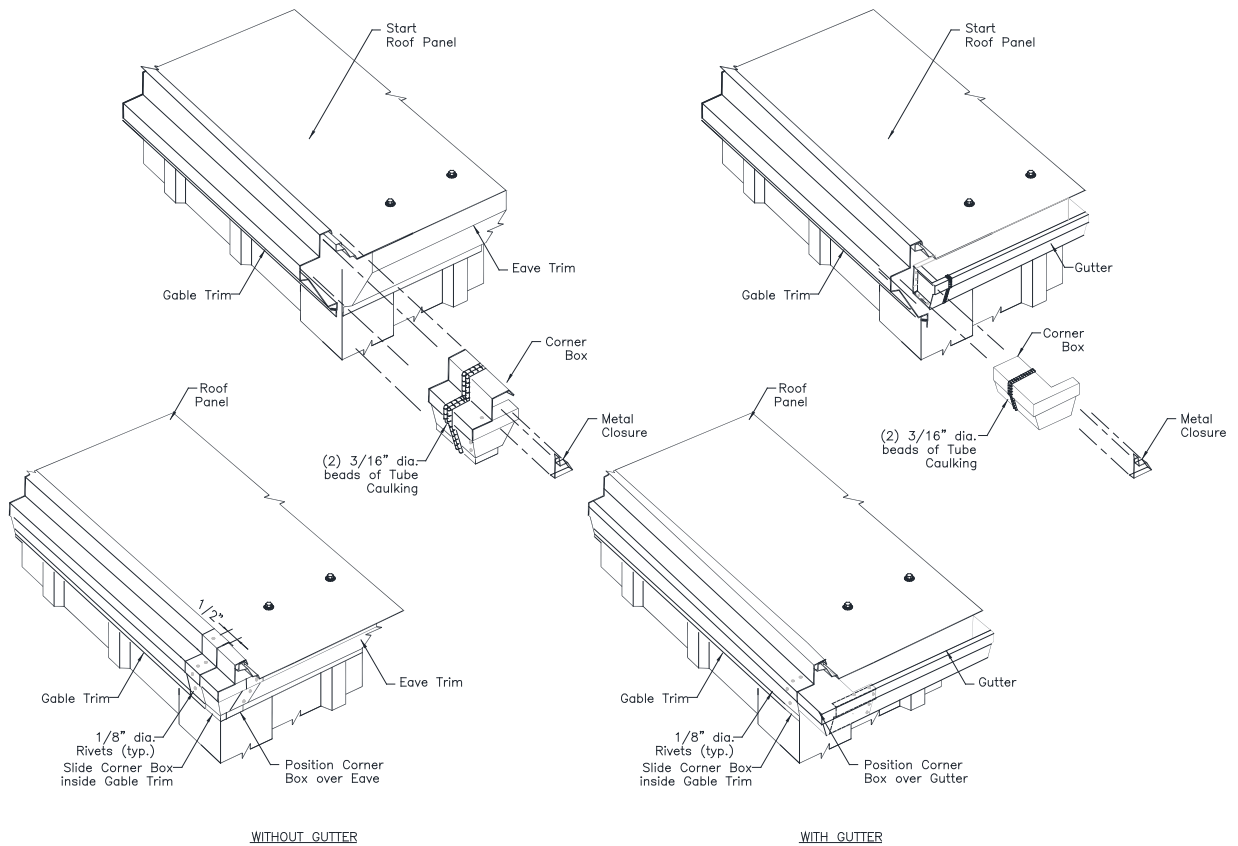 Start
Roof Panel
Eave Trim
Gable Trim
Corner
Box
Metal
Closure
(2) 3/16" dia.
beads of Tube
Caulking
Start
Roof Panel
Gutter
Gable Trim
Corner
Box
Metal
Closure
(2) 3/16" dia.
beads of Tube
Caulking
Roof
Panel
1/2"
Gable Trim
Eave Trim
1/8" dia.
Rivets (typ.)
Slide Corner Box
inside Gable Trim
Position Corner
Box over Eave
Roof
Panel
Gable Trim
Gutter
1/8" dia.
Rivets (typ.)
Slide Corner Box
inside Gable Trim
Position Corner
Box over Gutter
WITHOUT GUTTER
WITH GUTTER